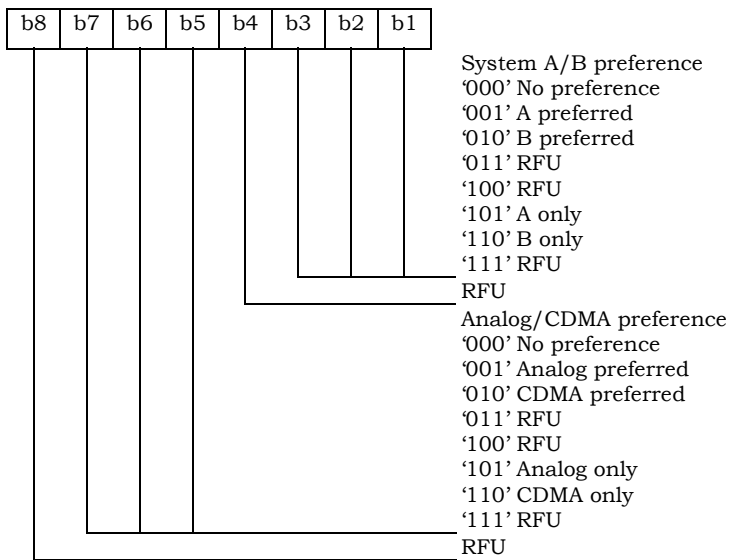 b8 b7 b6 b5 b4 b3 b2 b1
System A/B preference
‘000’ No preference
‘001’ A preferred
‘010’ B preferred
‘011’ RFU
‘100’ RFU
‘101’ A only
‘110’ B only
‘111’ RFU
RFU
Analog/CDMA preference
‘000’ No preference
‘001’ Analog preferred
‘010’ CDMA preferred
‘011’ RFU
‘100’ RFU
‘101’ Analog only
‘110’ CDMA only
‘111’ RFU
RFU